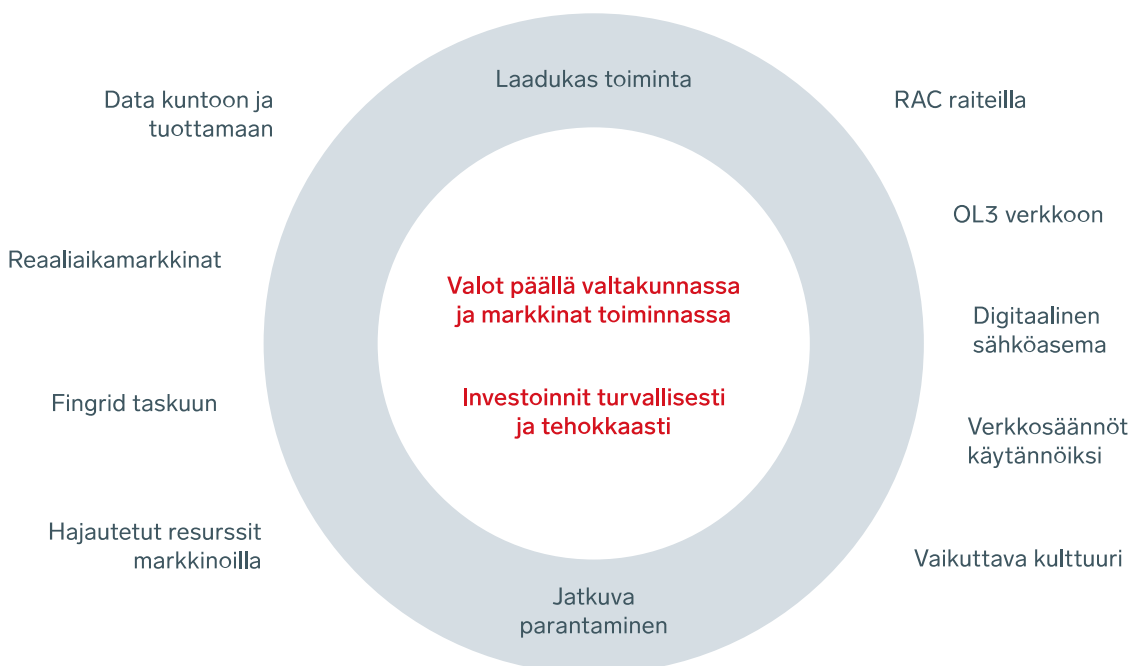 Laadukas toiminta
Data kuntoon ja
tuottamaan
RAC raiteilla
OL3 verkkoon
Reaaliaikamarkkinat
Valot päällä valtakunnassa
ja markkinat toiminnassa
Digitaalinen
sähköasema
Fingrid taskuun
Investoinnit turvallisesti
ja tehokkaasti
Verkkosäännöt
käytännöiksi
Hajautetut resurssit
markkinoilla
Vaikuttava kulttuuri
Jatkuva
parantaminen